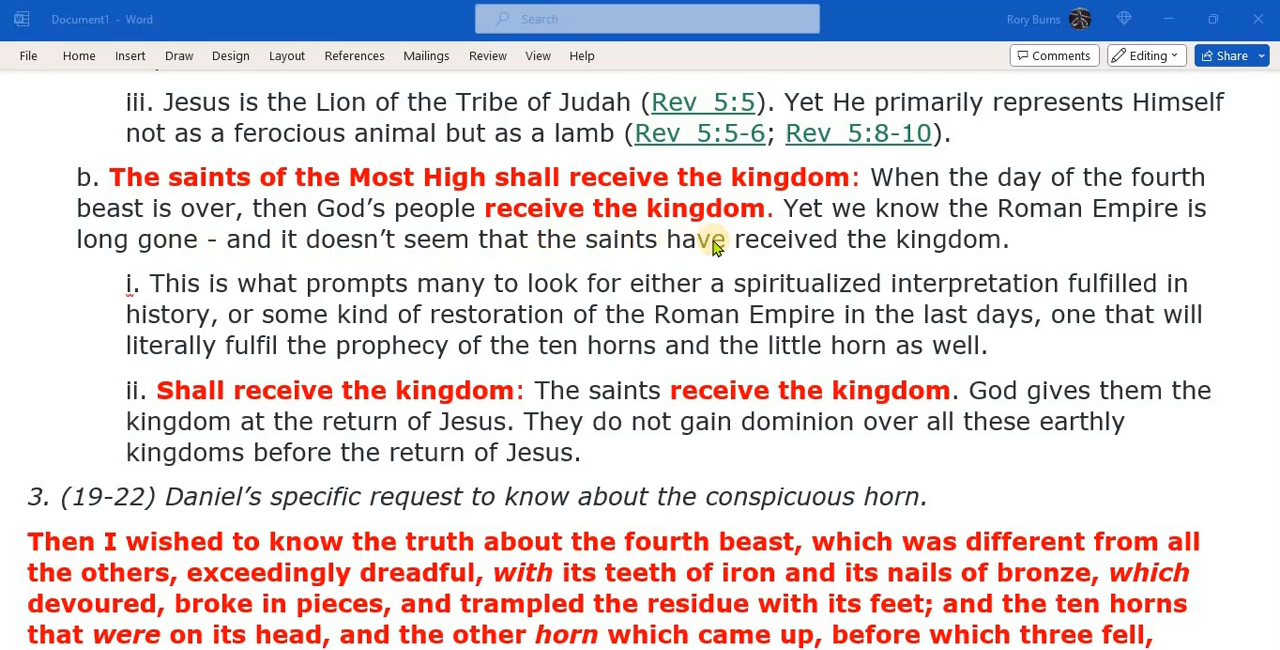 Document1 - Word
Search
Rory Burns
File Home Insert Draw Design Layout References Mailings Review View Help
Comments Editing Share
iii. Jesus is the Lion of the Tribe of Judah (Rev 5:5). Yet He primarily represents Himself
not as a ferocious animal but as a lamb (Rev 5:5-6; Rev 5:8-10).
b. The saints of the Most High shall receive the kingdom: When the day of the fourth
beast is over, then God’s people receive the kingdom. Yet we know the Roman Empire is
long gone - and it doesn’t seem that the saints have received the kingdom.
i. This is what prompts many to look for either a spiritualized interpretation fulfilled in
history, or some kind of restoration of the Roman Empire in the last days, one that will
literally fulfil the prophecy of the ten horns and the little horn as well.
ii. Shall receive the kingdom: The saints receive the kingdom. God gives them the
kingdom at the return of Jesus. They do not gain dominion over all these earthly
kingdoms before the return of Jesus.
3. (19-22) Daniel’s specific request to know about the conspicuous horn.
Then I wished to know the truth about the fourth beast, which was different from all
the others, exceedingly dreadful, with its teeth of iron and its nails of bronze, which
devoured, broke in pieces, and trampled the residue with its feet; and the ten horns
that were on its head, and the other horn which came up, before which three fell,